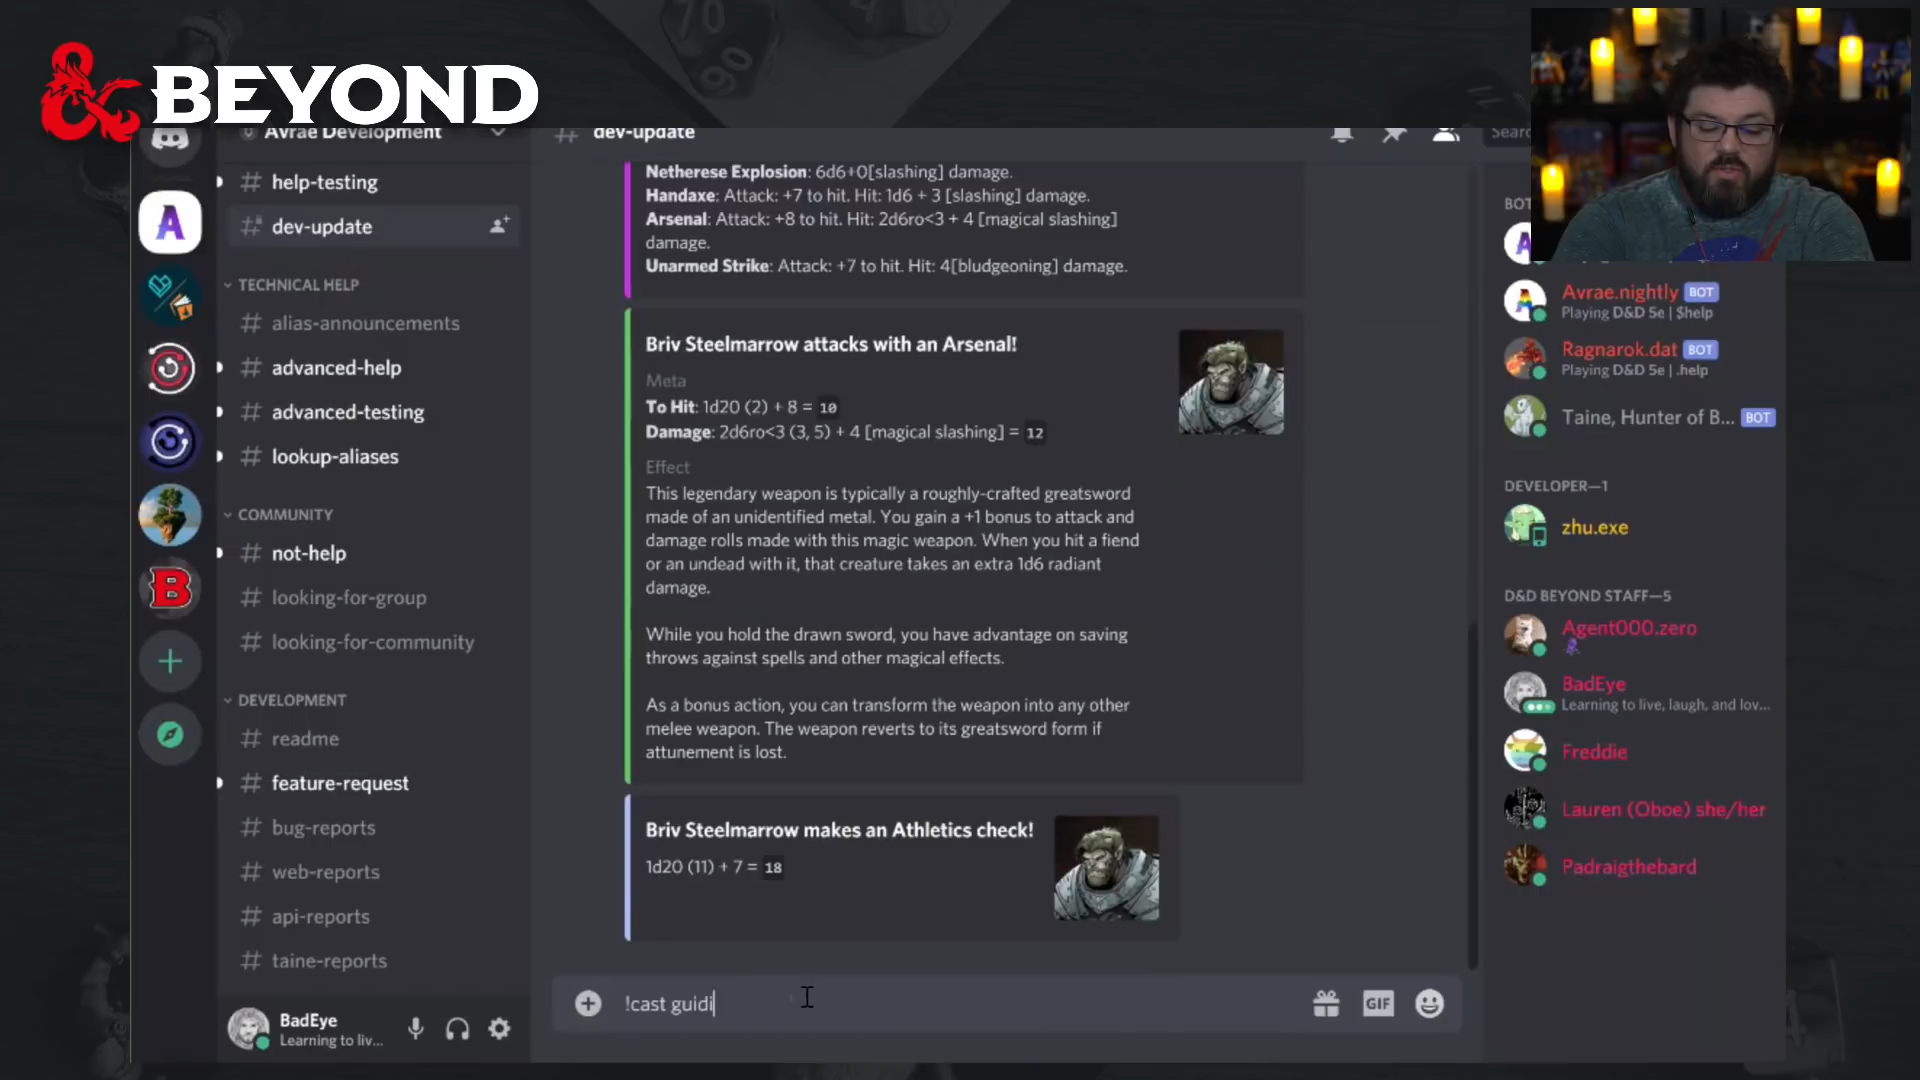 & BEYOND
Avrae Development
# help-testing
# dev-update
TECHNICAL HELP
# alias-announcements
# advanced-help
# advanced-testing
# lookup-aliases
COMMUNITY
# not-help
# looking-for-group
# looking-for-community
DEVELOPMENT
# readme
# feature-request
# bug-reports
# web-reports
# api-reports
# taine-reports
BadEye
Learning to liv...
# dev-update
Netherese Explosion: 6d6+0[slashing] damage.
Handaxe: Attack: +7 to hit. Hit: 1d6 + 3 [slashing] damage.
Arsenal: Attack: +8 to hit. Hit: 2d6ro<3 + 4 [magical slashing]
damage.
Unarmed Strike: Attack: +7 to hit. Hit: 4[bludgeoning] damage.
Briv Steelmarrow attacks with an Arsenal!
Meta
To Hit: 1d20 (2) + 8 = 10
Damage: 2d6ro<3 (3, 5) + 4 [magical slashing] = 12
Effect
This legendary weapon is typically a roughly-crafted greatsword
made of an unidentified metal. You gain a +1 bonus to attack and
damage rolls made with this magic weapon. When you hit a fiend
or an undead with it, that creature takes an extra 1d6 radiant
damage.
While you hold the drawn sword, you have advantage on saving
throws against spells and other magical effects.
As a bonus action, you can transform the weapon into any other
melee weapon. The weapon reverts to its greatsword form if
attunement is lost.
Briv Steelmarrow makes an Athletics check!
1d20 (11) + 7 = 18
!cast guidi
GIF
Avrae.nightly BOT
Playing D&D 5e | $help
Ragnarok.dat BOT
Playing D&D 5e | .help
Taine, Hunter of B... BOT
DEVELOPER—1
zhu.exe
D&D BEYOND STAFF—5
Agent000.zero
BadEye
Learning to live, laugh, and lov...
Freddie
Lauren (Oboe) she/her
Padraigthebard
A
B
70
90
4